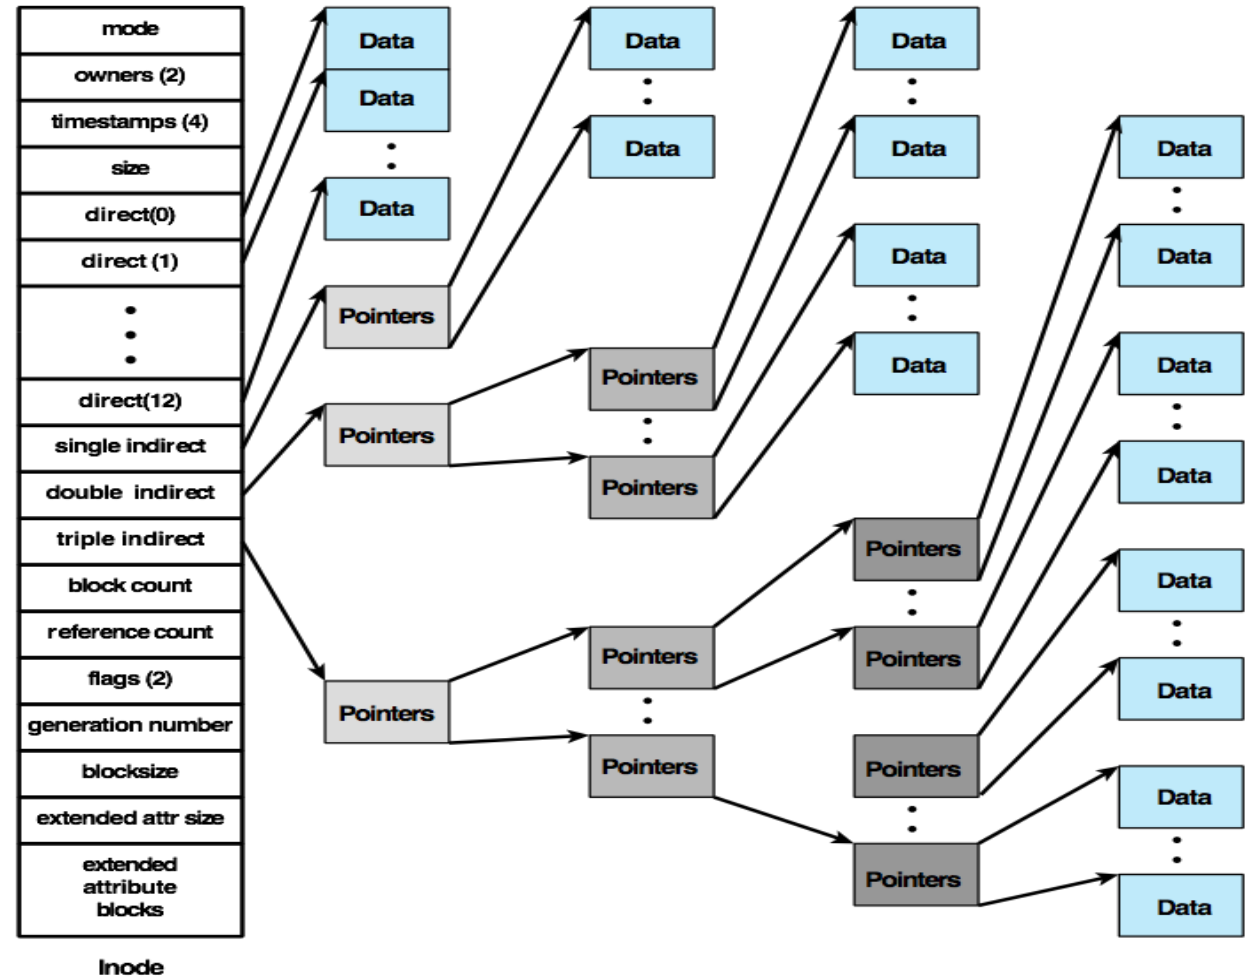 mode
owners (2)
timestamps (4)
size
direct(0)
direct (1)
direct(12)
single indirect
double indirect
triple indirect
block count
reference count
flags (2)
generation number
blocksize
extended attr size
extended
attribute
blocks
Inode
Data
Data
Data
Pointers
Pointers
Pointers
Data
Data
Pointers
Pointers
Pointers
Pointers
Data
Data
Data
Data
Pointers
Pointers
Pointers
Pointers
Data
Data
Data
Data
Data
Data
Data
Data